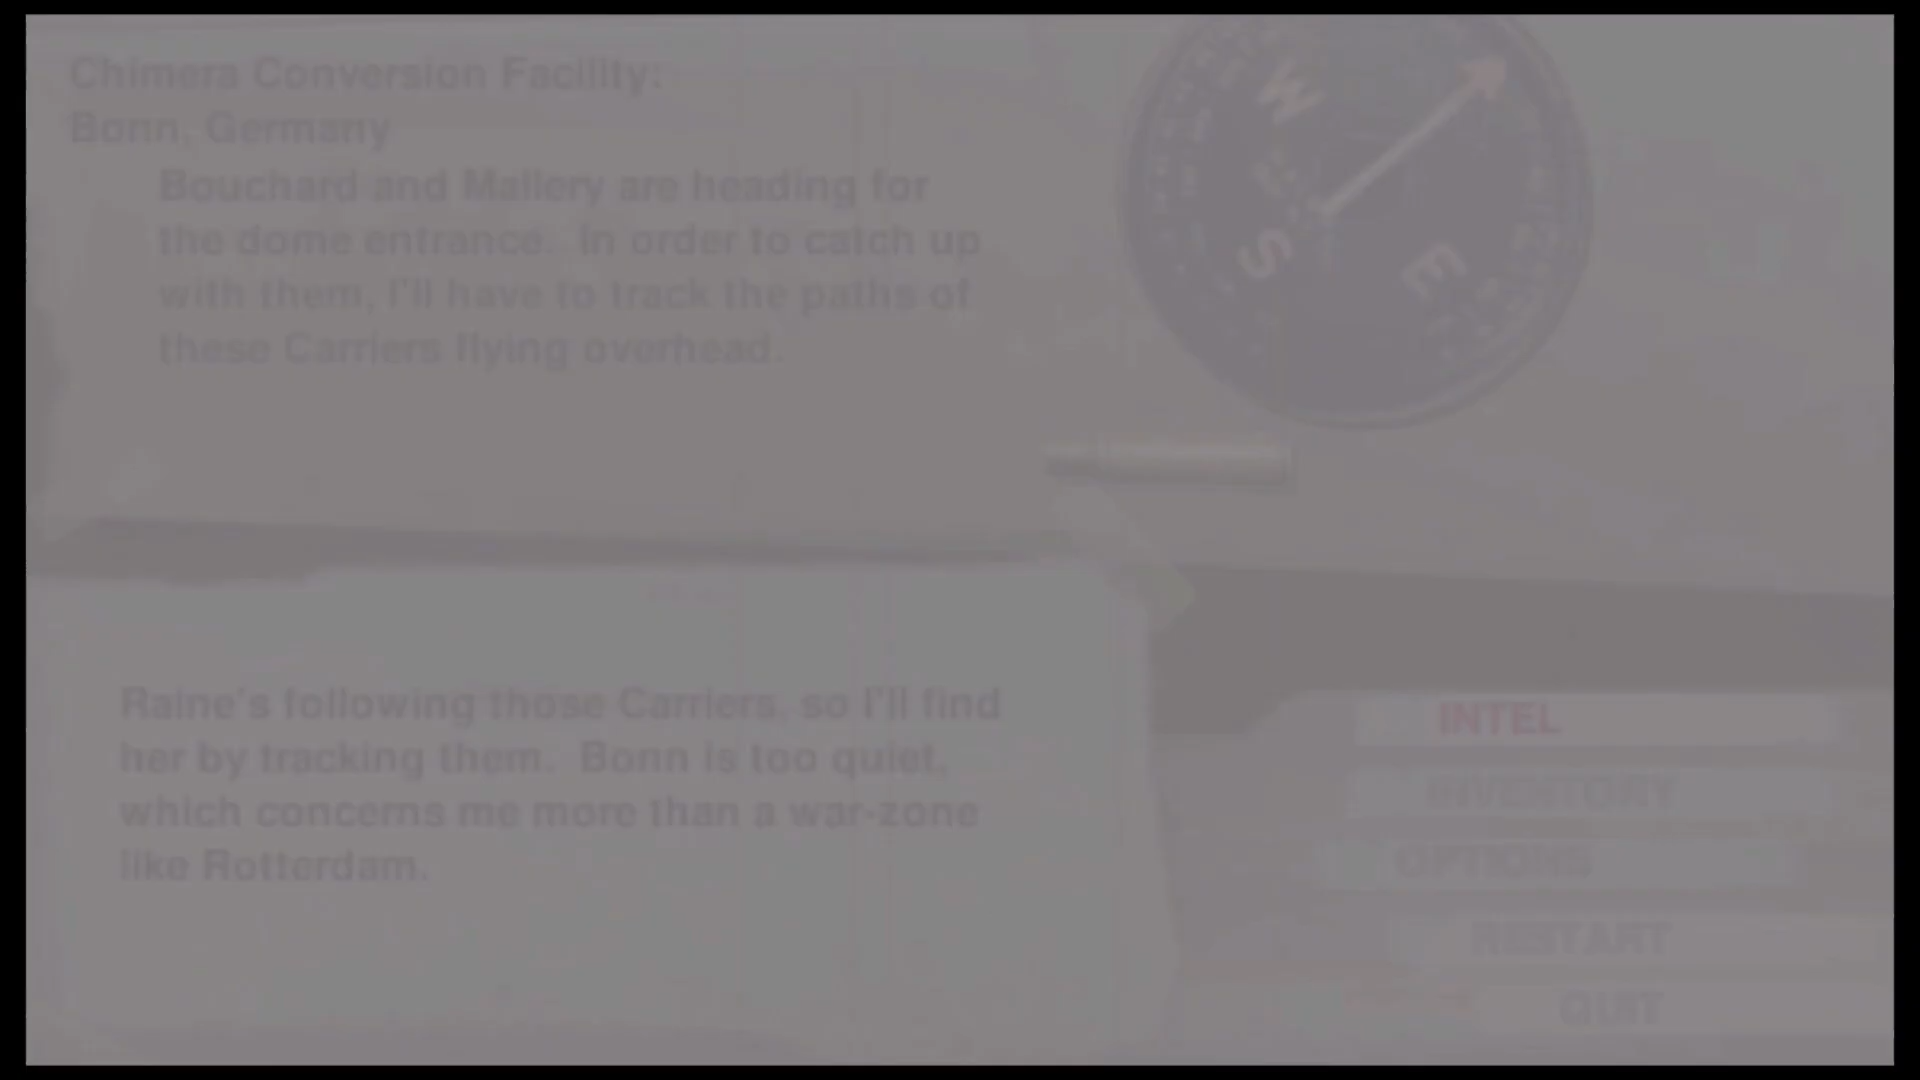 Chimera Conversion Facility:
Bonn, Germany
Bouchard and Mallery are heading for
the dome entrance. In order to catch up
with them, I'll have to track the paths of
these Carriers flying overhead.
W
S
E
Raine's following those Carriers, so I'll find
her by tracking them. Bonn is too quiet,
which concerns me more than a war-zone
like Rotterdam.
INTEL
INVENTORY
OPTIONS
RESTART
QUIT